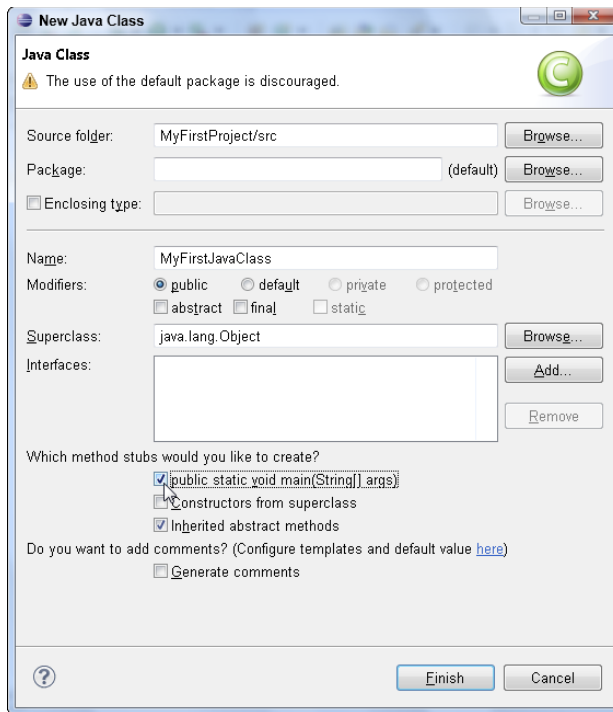 New Java Class
Java Class
The use of the default package is discouraged.
C
Source folder: MyFirstProject/src Browse...
Package: (default) Browse...
Enclosing type: Browse...
Name: MyFirstJavaClass
Modifiers: public default private protected
abstract final static
Superclass: java.lang.Object Browse...
Interfaces: Add...
Remove
Which method stubs would you like to create?
public static void main(String[] args)
Constructors from superclass
Inherited abstract methods
Do you want to add comments? (Configure templates and default value here)
Generate comments
? Finish Cancel